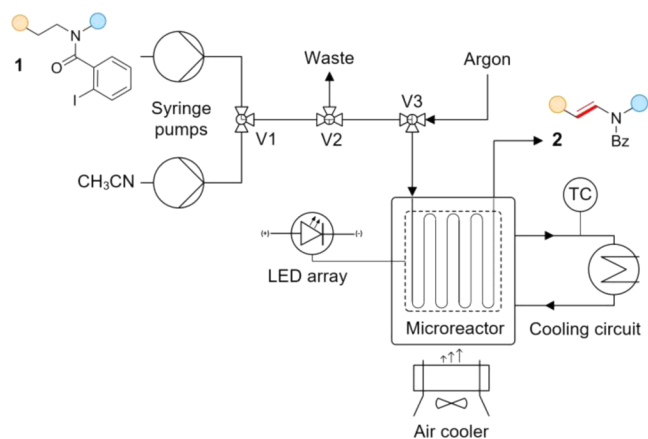 N
1
O
I
Syringe
pumps
CH₃CN
Waste
Argon
V1
V2
V3
2
N
Bz
TC
(+)
(-)
LED array
Microreactor
Cooling circuit
Air cooler